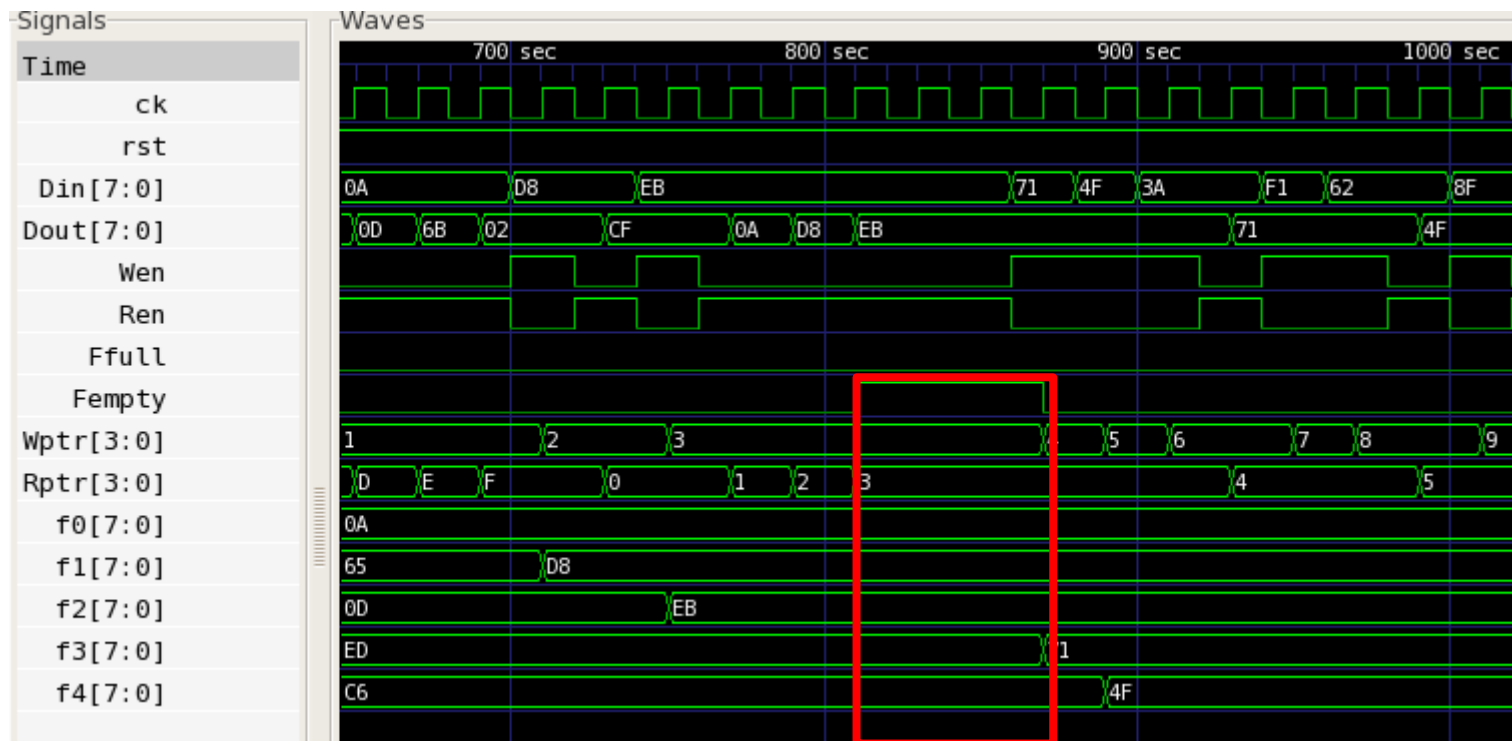 Signals Waves
Time 700 sec 800 sec 900 sec 1000 sec
ck
rst
Din[7:0] 0A D8 EB 71 4F 3A F1 62 8F
Dout[7:0] 0D 6B 02 CF 0A D8 EB 71 4F
Wen
Ren
Ffull
Fempty
Wptr[3:0] 1 2 3 5 6 7 8 9
Rptr[3:0] D E F 0 1 2 3 4 5
f0[7:0] 0A
f1[7:0] 65 D8
f2[7:0] 0D EB
f3[7:0] ED 71
f4[7:0] C6 4F